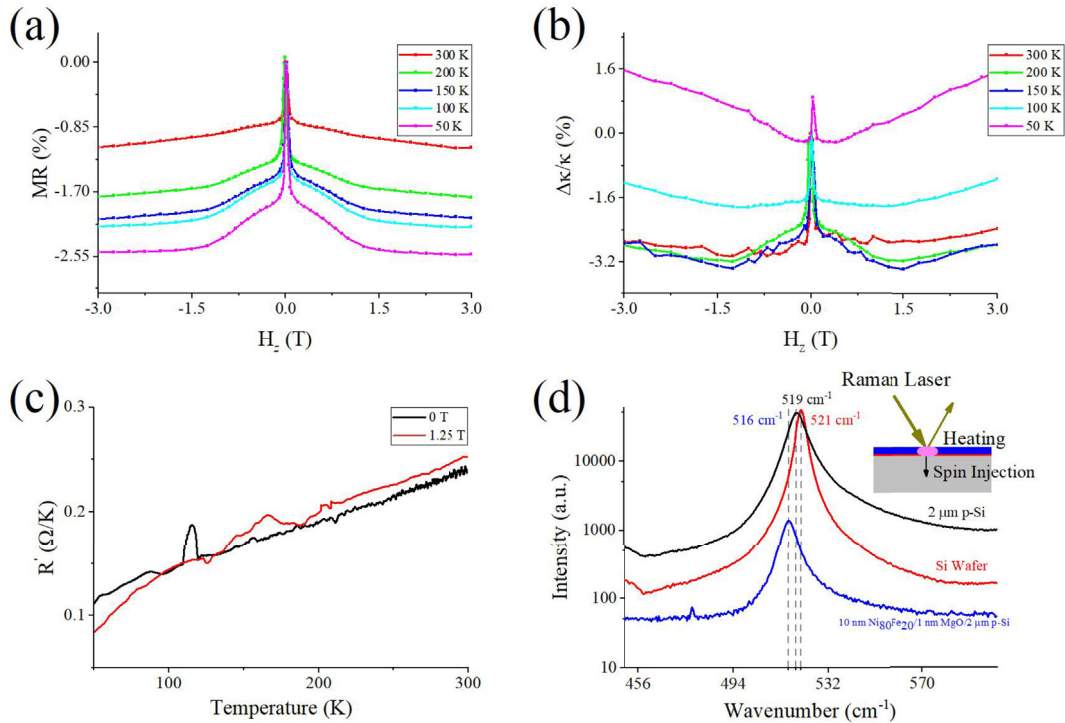 (a)
MR (%)
0.00
-0.85
-1.70
-2.55
-3.0
-1.5
0.0
1.5
3.0
H_z (T)
300 K
200 K
150 K
100 K
50 K
(b)
Δκ/κ (%)
1.6
0.0
-1.6
-3.2
-3.0
-1.5
0.0
1.5
3.0
H_z (T)
300 K
200 K
150 K
100 K
50 K
(c)
R' (Ω/K)
0.3
0.2
0.1
100
200
300
Temperature (K)
0 T
1.25 T
(d)
Intensity (a.u.)
10000
1000
100
10
456
494
532
570
Wavenumber (cm⁻¹)
519 cm⁻¹
516 cm⁻¹
521 cm⁻¹
Raman Laser
Heating
Spin Injection
2 μm p-Si
Si Wafer
10 nm Ni₈₀Fe₂₀/1 nm MgO/2 μm p-Si